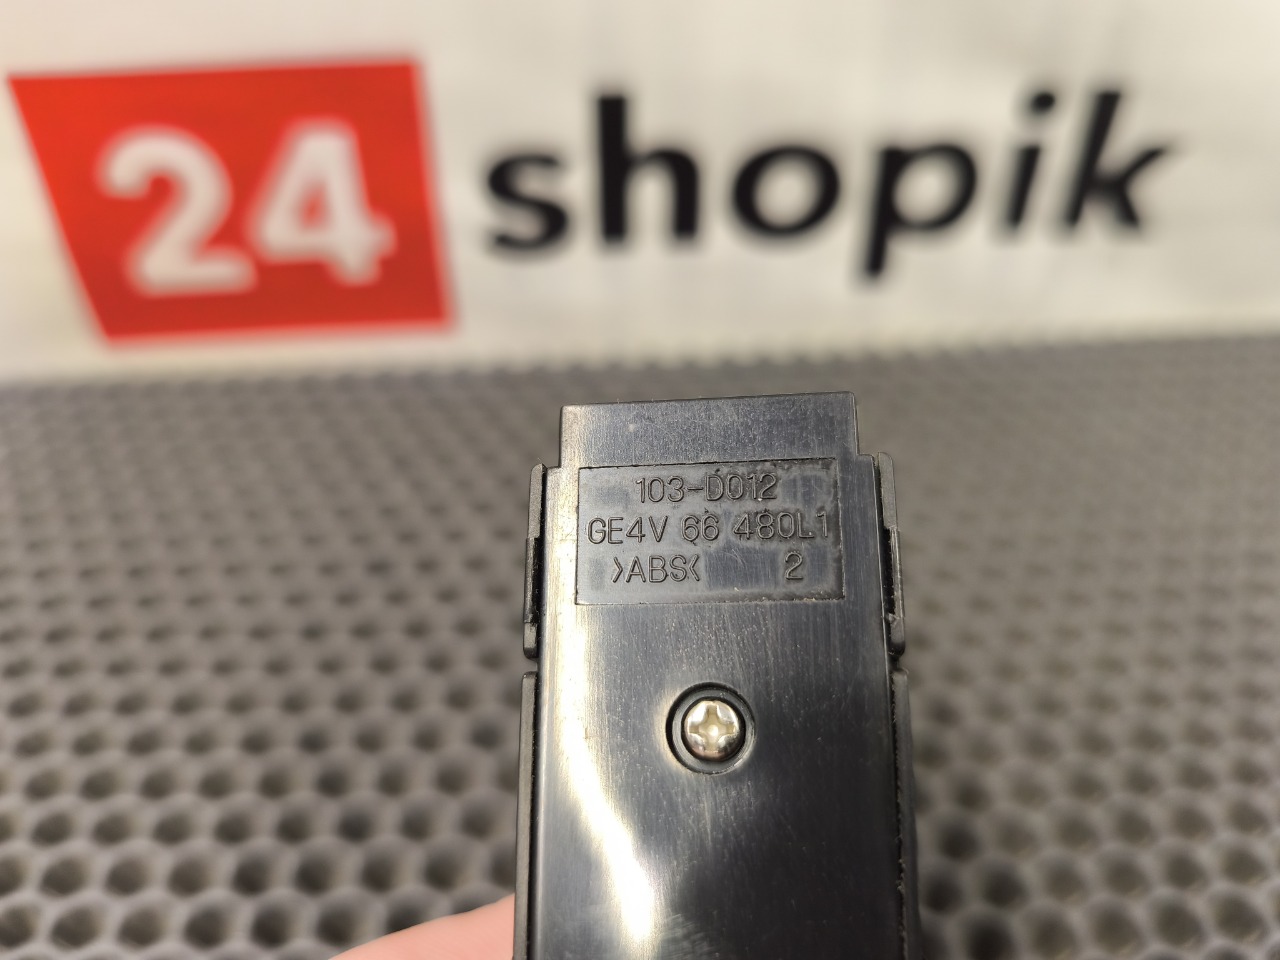 24 shopik
103-D012
GE4V 66 480L1
>ABS< 2